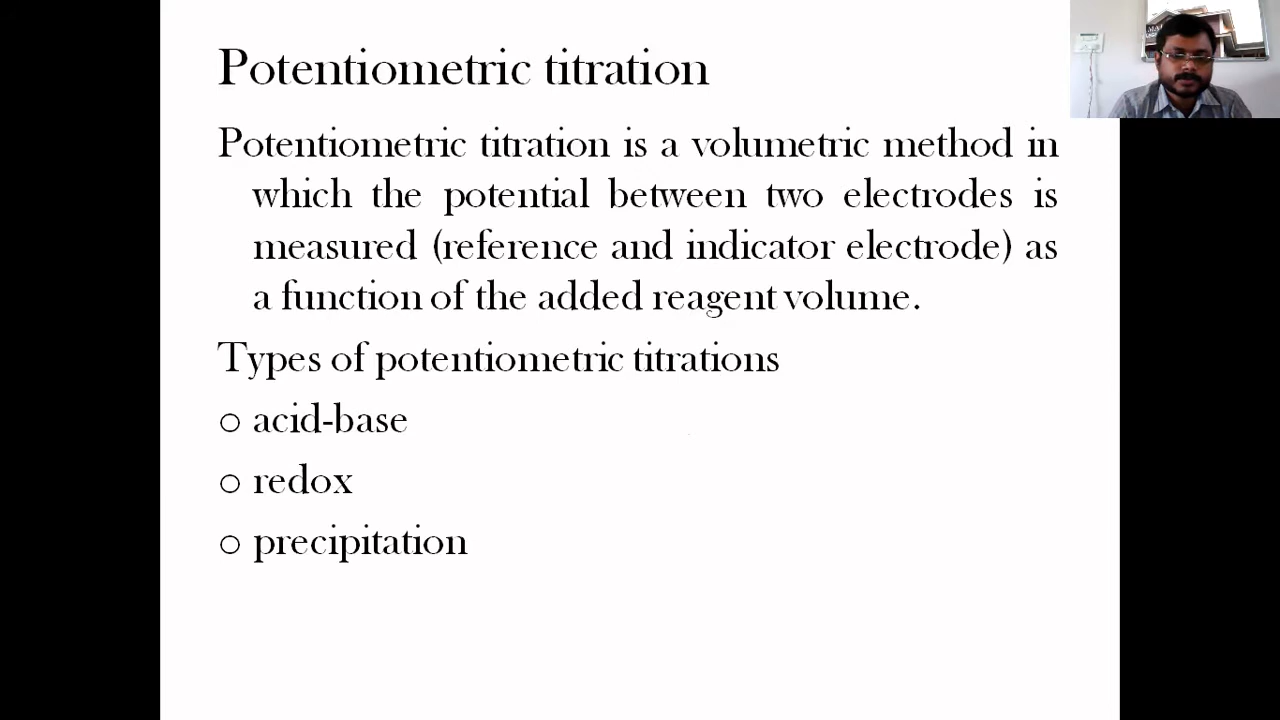 Potentiometric titration
Potentiometric titration is a volumetric method in
which the potential between two electrodes is
measured (reference and indicator electrode) as
a function of the added reagent volume.
Types of potentiometric titrations
o acid-base
o redox
o precipitation